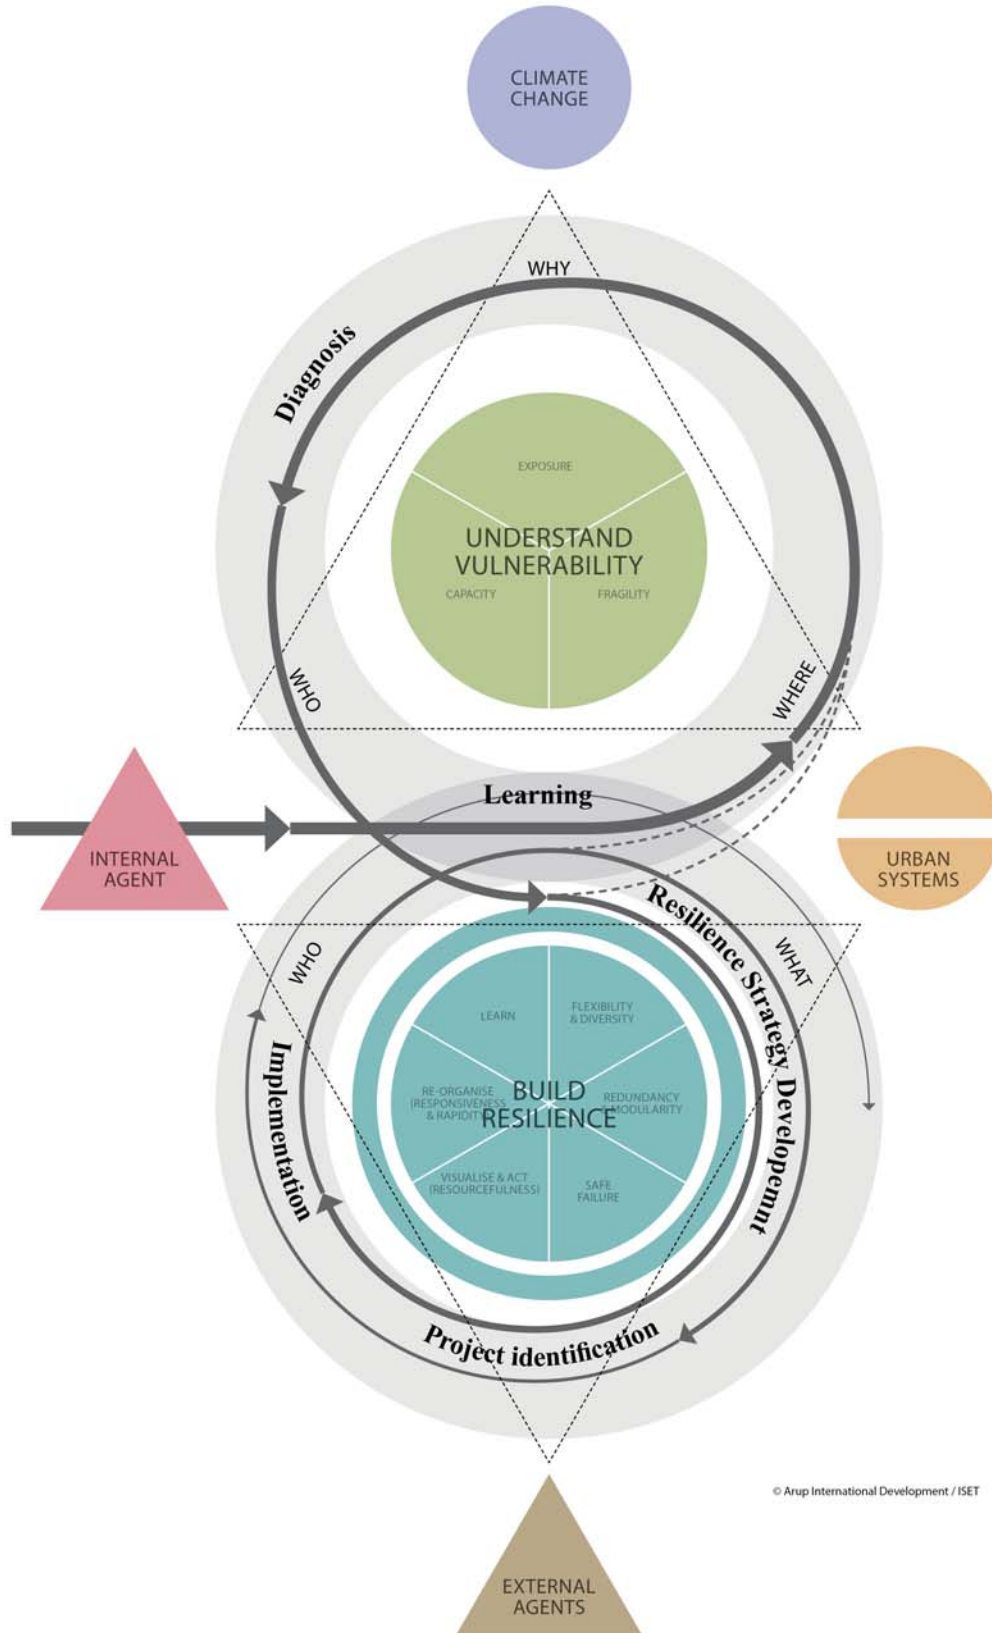 CLIMATE
CHANGE
WHY
Diagnosis
EXPOSURE
UNDERSTAND
VULNERABILITY
CAPACITY
FRAGILITY
WHO
WHERE
Learning
INTERNAL
AGENT
URBAN
SYSTEMS
Resilience Strategy Developemnt
WHO
WHAT
LEARN
FLEXIBILITY
& DIVERSITY
Implementation
BUILD
RESILIENCE
RE-ORGANISE
(RESPONSIVENESS
& RAPIDITY)
REDUNDANCY
& MODULARITY
VISUALISE & ACT
(RESOURCEFULNESS)
SAFE
FAILURE
Project identification
© Arup International Development / ISET
EXTERNAL
AGENTS